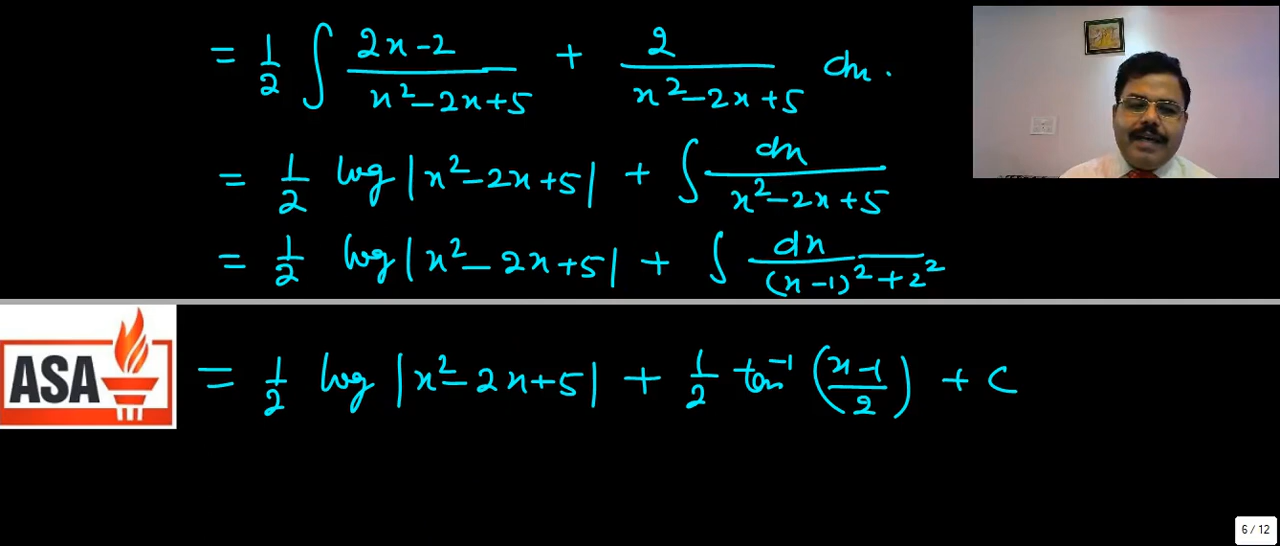 = 1/2 ∫ (2x-2)/(x²-2x+5) + 2/(x²-2x+5) dx.
= 1/2 log|x²-2x+5| + ∫ dx/(x²-2x+5)
= 1/2 log|x²-2x+5| + ∫ dx/((x-1)²+2²)
ASA
= 1/2 log|x²-2x+5| + 1/2 tan⁻¹((x-1)/2) + C
6/12